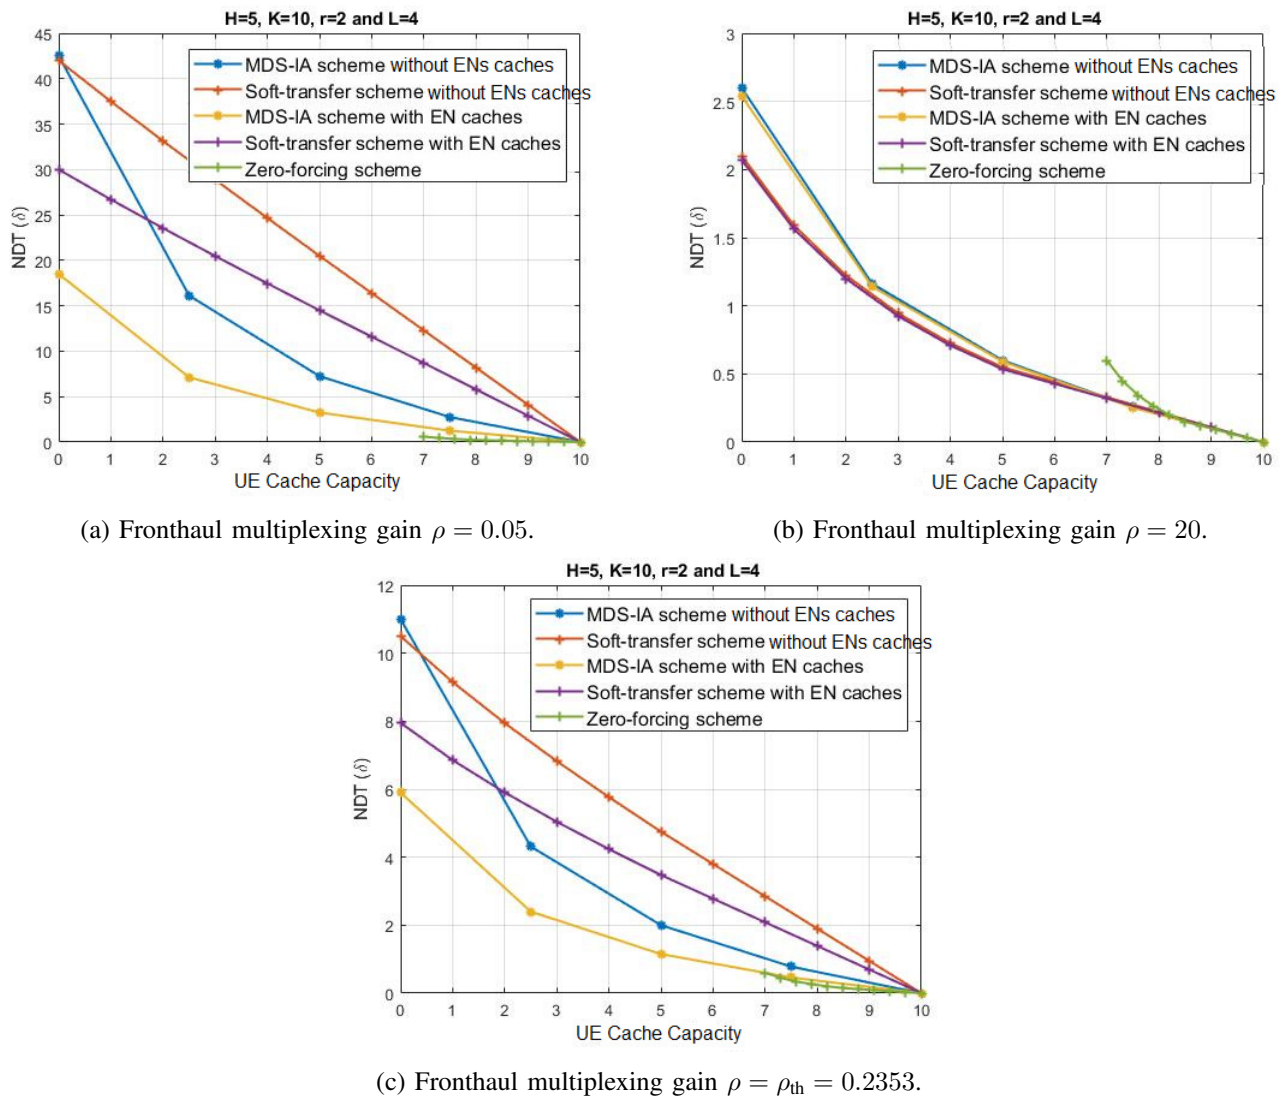 H=5, K=10, r=2 and L=4
45
40
35
30
25
20
15
10
5
0
NDT (δ)
MDS-IA scheme without ENs caches
Soft-transfer scheme without ENs caches
MDS-IA scheme with EN caches
Soft-transfer scheme with EN caches
Zero-forcing scheme
0 1 2 3 4 5 6 7 8 9 10
UE Cache Capacity
(a) Fronthaul multiplexing gain ρ = 0.05.
H=5, K=10, r=2 and L=4
3
2.5
2
1.5
1
0.5
0
NDT (δ)
MDS-IA scheme without ENs caches
Soft-transfer scheme without ENs caches
MDS-IA scheme with EN caches
Soft-transfer scheme with EN caches
Zero-forcing scheme
0 1 2 3 4 5 6 7 8 9 10
UE Cache Capacity
(b) Fronthaul multiplexing gain ρ = 20.
H=5, K=10, r=2 and L=4
12
10
8
6
4
2
0
NDT (δ)
MDS-IA scheme without ENs caches
Soft-transfer scheme without ENs caches
MDS-IA scheme with EN caches
Soft-transfer scheme with EN caches
Zero-forcing scheme
0 1 2 3 4 5 6 7 8 9 10
UE Cache Capacity
(c) Fronthaul multiplexing gain ρ = ρth = 0.2353.